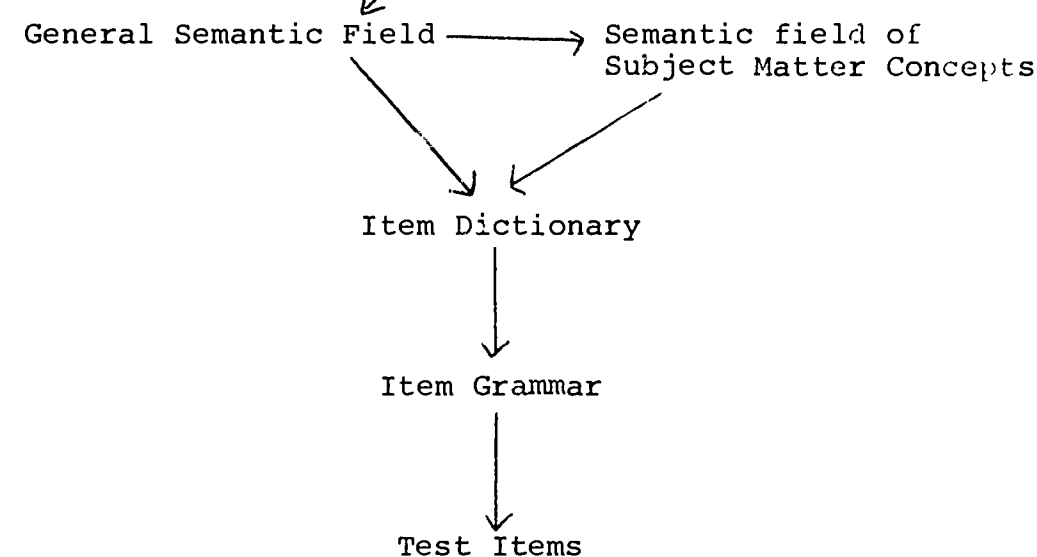 General Semantic Field
Semantic field of
Subject Matter Concepts
Item Dictionary
Item Grammar
Test Items